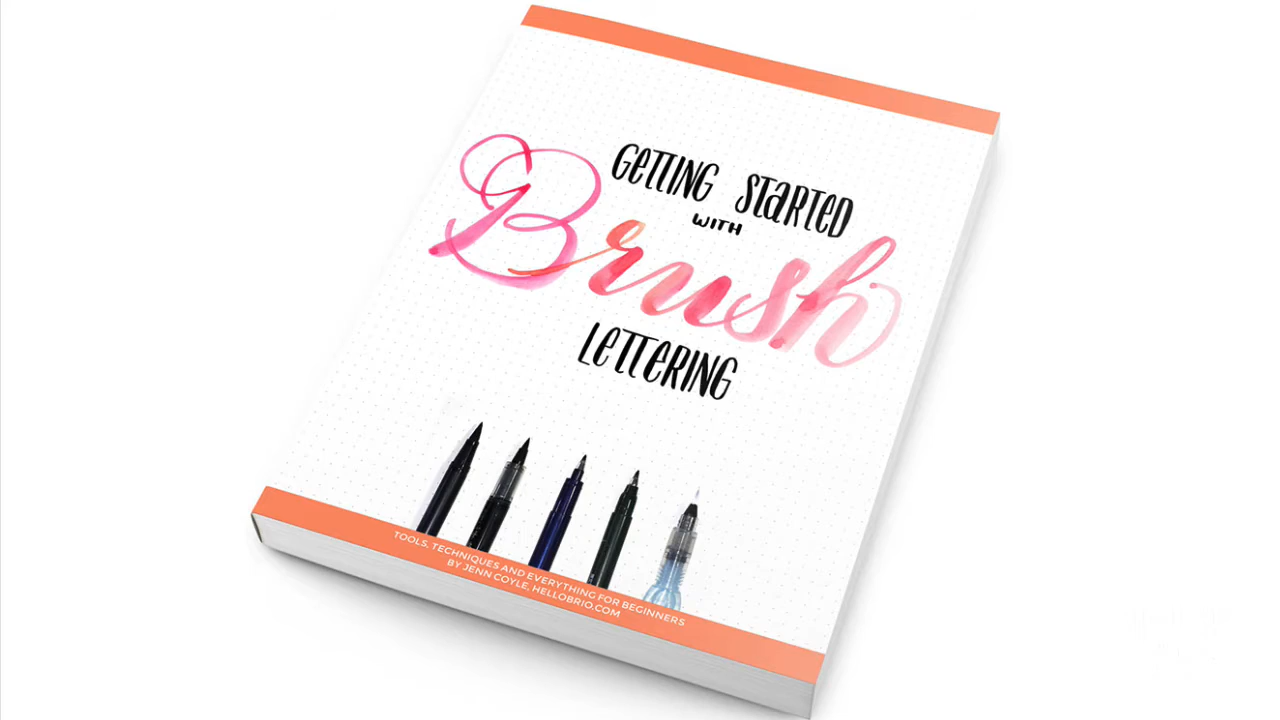 GETTING STARTED
WITH
Brush
LETTERING
TOOLS, TECHNIQUES AND EVERYTHING FOR BEGINNERS
BY JENN COYLE, HELLOBRIO.COM